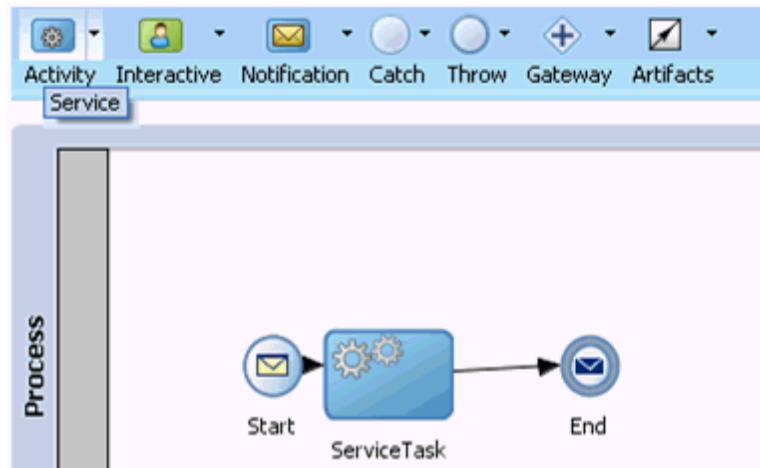 Activity Interactive Notification Catch Throw Gateway Artifacts
Service
Process
Start
ServiceTask
End